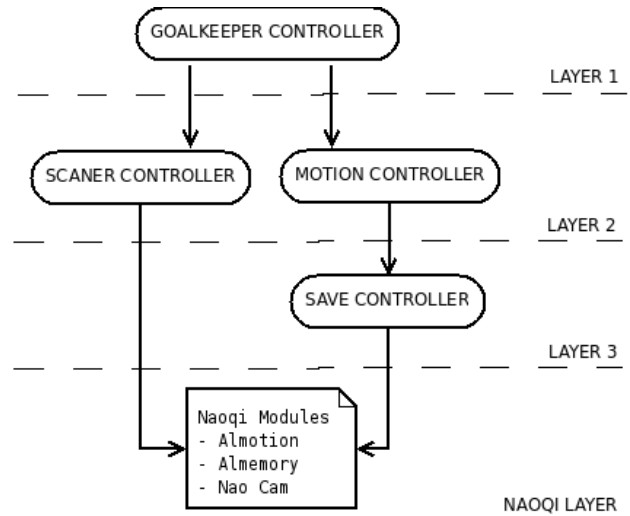 GOALKEEPER CONTROLLER
LAYER 1
SCANER CONTROLLER
MOTION CONTROLLER
LAYER 2
SAVE CONTROLLER
LAYER 3
Naoqi Modules
- Almotion
- Almemory
- Nao Cam
NAOQI LAYER